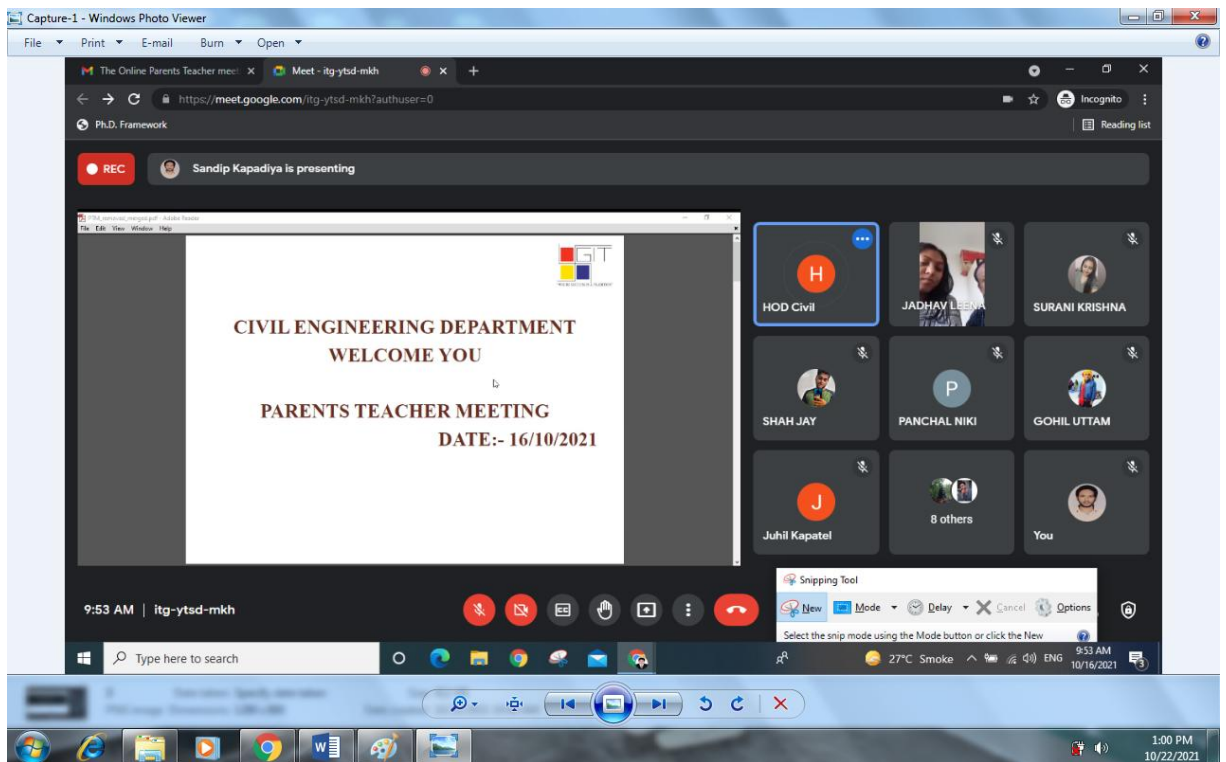 Capture-1 - Windows Photo Viewer
File Print E-mail Burn Open
The Online Parents Teacher mee
Meet - itg-ytsd-mkh
https://meet.google.com/itg-ytsd-mkh?authuser=0
Incognito
Ph.D. Framework
Reading list
REC
Sandip Kapadiya is presenting
File Edit View Window Help
GIT
CIVIL ENGINEERING DEPARTMENT
WELCOME YOU
PARENTS TEACHER MEETING
DATE:- 16/10/2021
H
HOD Civil
JADHAV LEENA
SURANI KRISHNA
SHAH JAY
P
PANCHAL NIKI
GOHIL UTTAM
J
Juhil Kapatel
8 others
You
9:53 AM | itg-ytsd-mkh
Snipping Tool
New Mode Delay Cancel Options
Select the snip mode using the Mode button or click the New
Type here to search
27°C Smoke
ENG
9:53 AM
10/16/2021
3
1:00 PM
10/22/2021